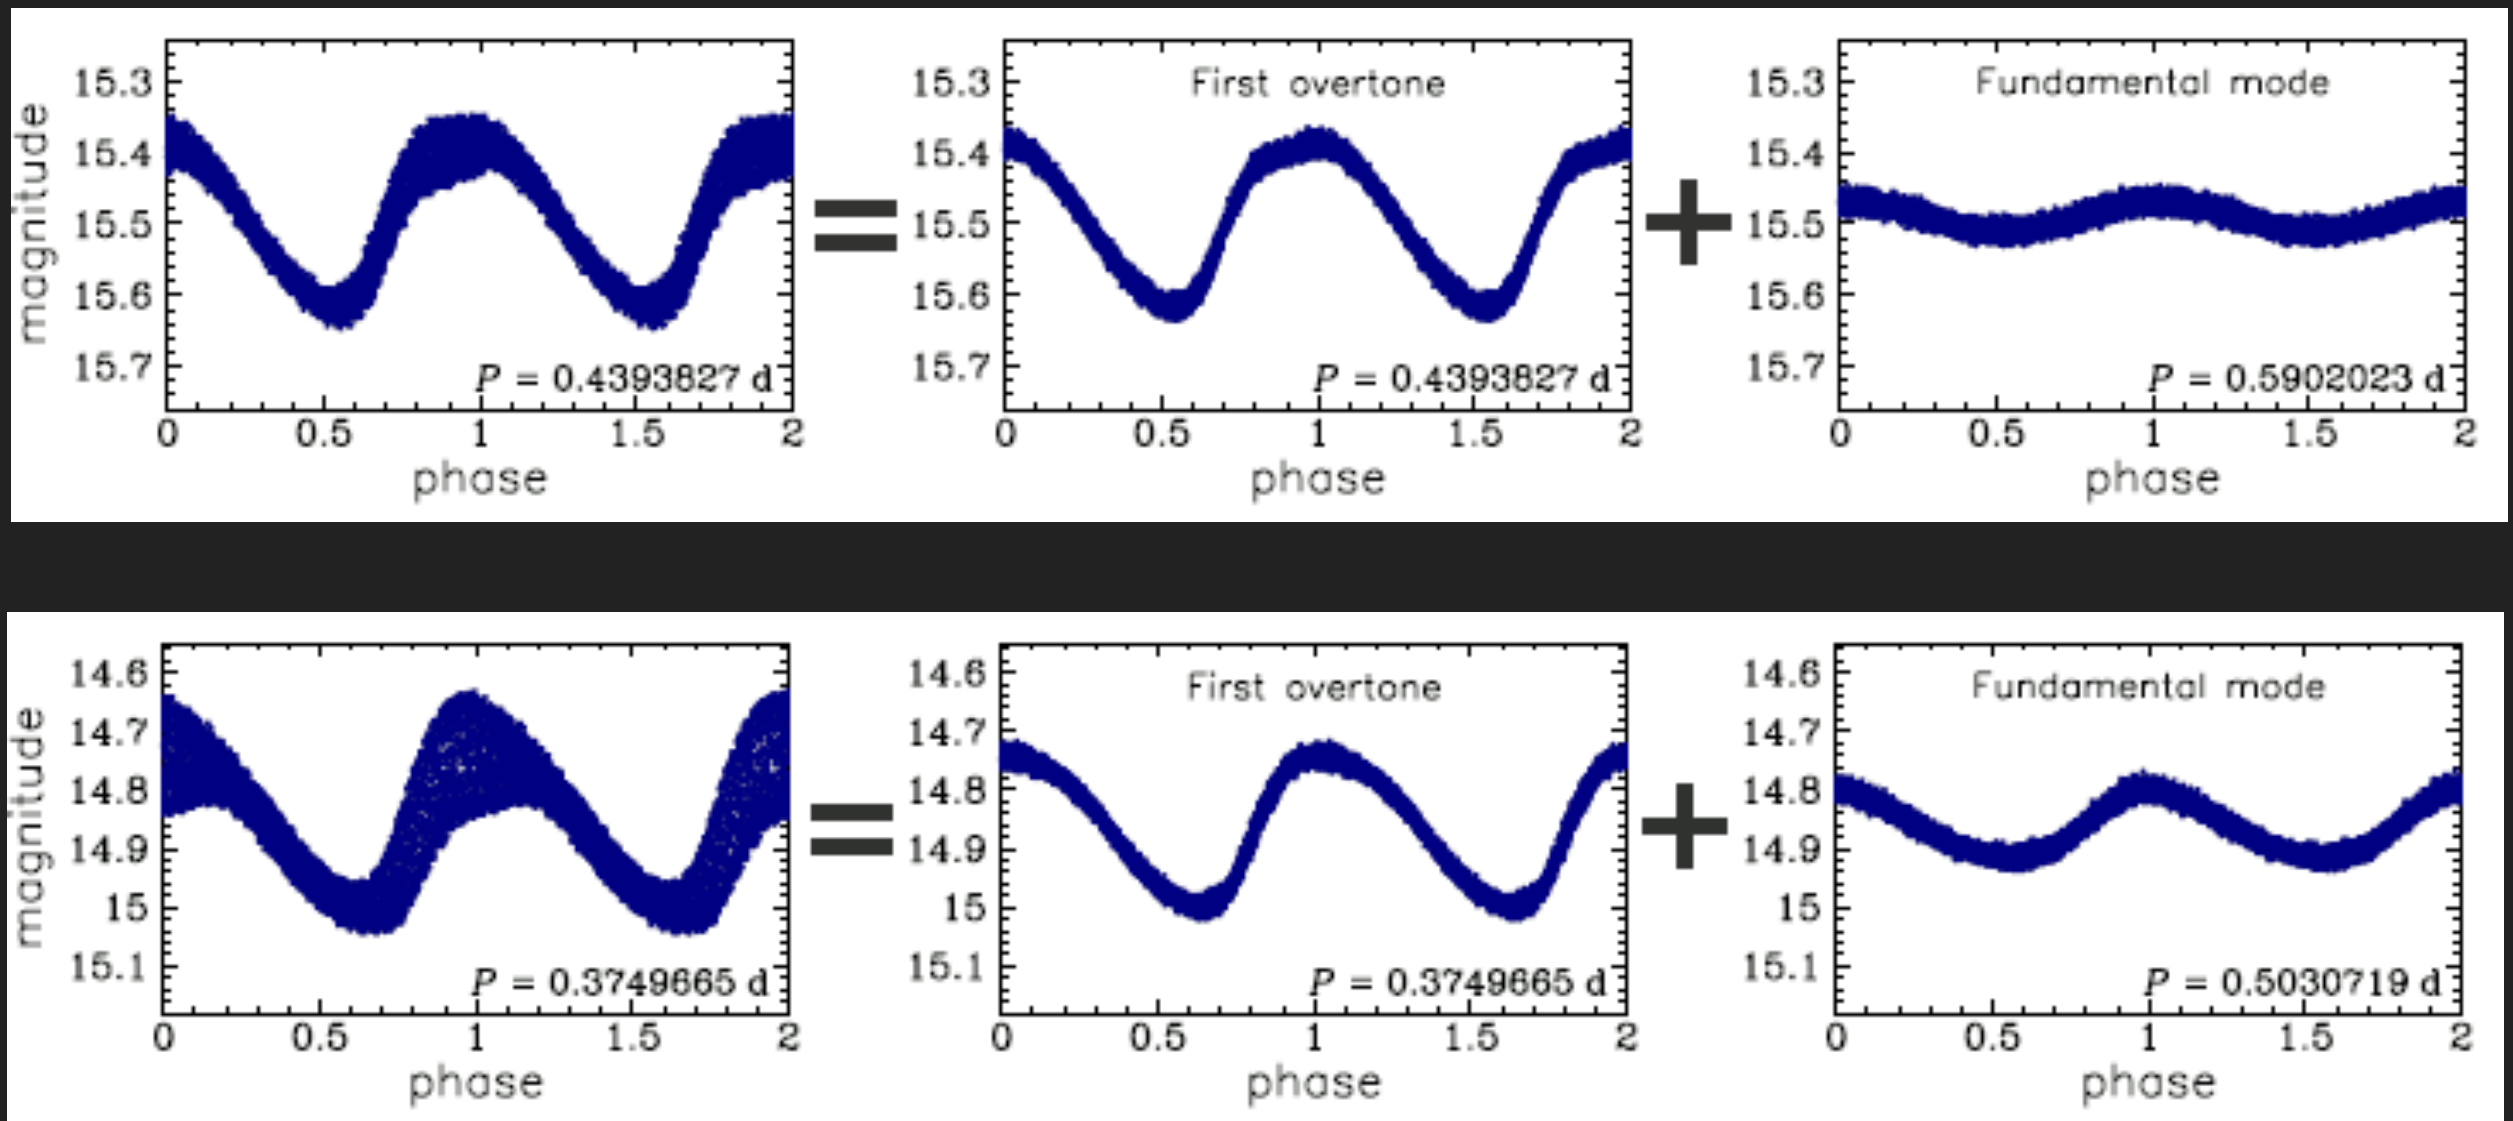 15.3
15.4
15.5
15.6
15.7
magnitude
P = 0.4393827 d
0 0.5 1 1.5 2
phase
=
First overtone
15.3
15.4
15.5
15.6
15.7
P = 0.4393827 d
0 0.5 1 1.5 2
phase
+
Fundamental mode
15.3
15.4
15.5
15.6
15.7
P = 0.5902023 d
0 0.5 1 1.5 2
phase
14.6
14.7
14.8
14.9
15
15.1
magnitude
P = 0.3749665 d
0 0.5 1 1.5 2
phase
=
First overtone
14.6
14.7
14.8
14.9
15
15.1
P = 0.3749665 d
0 0.5 1 1.5 2
phase
+
Fundamental mode
14.6
14.7
14.8
14.9
15
15.1
P = 0.5030719 d
0 0.5 1 1.5 2
phase